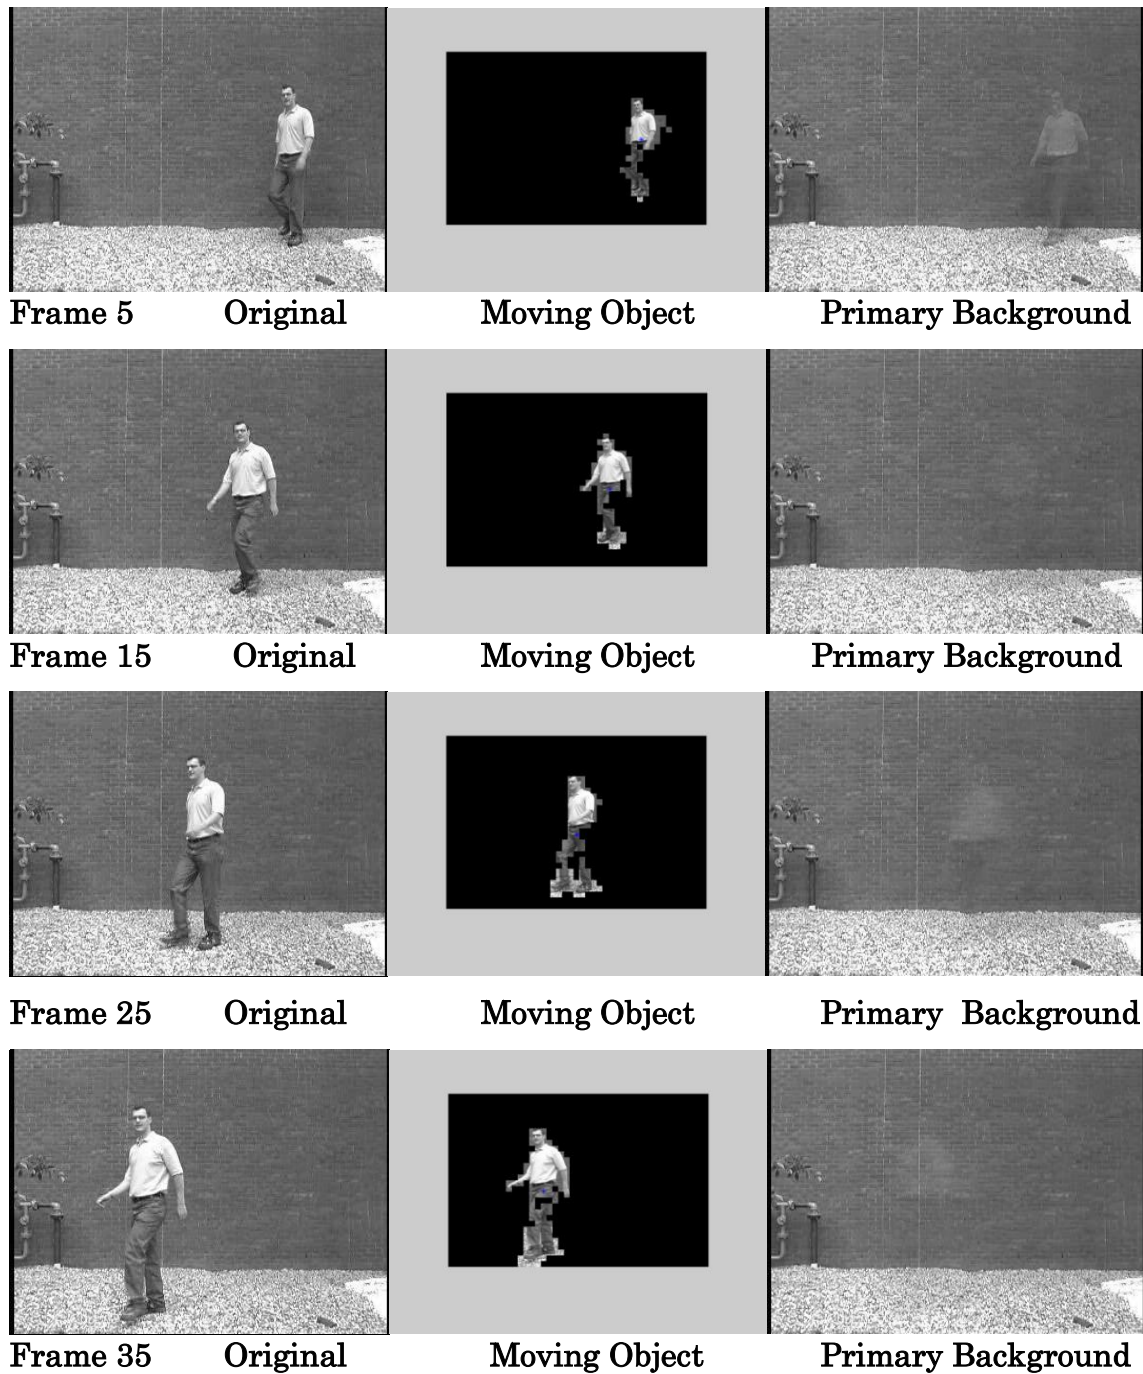 Frame 5 Original Moving Object Primary Background
Frame 15 Original Moving Object Primary Background
Frame 25 Original Moving Object Primary Background
Frame 35 Original Moving Object Primary Background